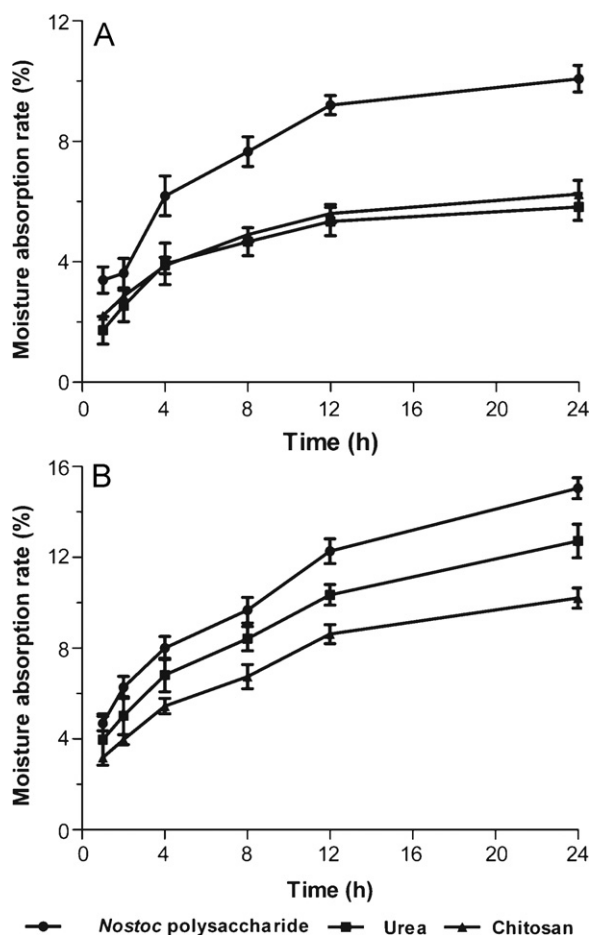 A
Moisture absorption rate (%)
12
8
4
0
0 4 8 12 16 20 24
Time (h)
B
Moisture absorption rate (%)
16
12
8
4
0
0 4 8 12 16 20 24
Time (h)
Nostoc polysaccharide Urea Chitosan